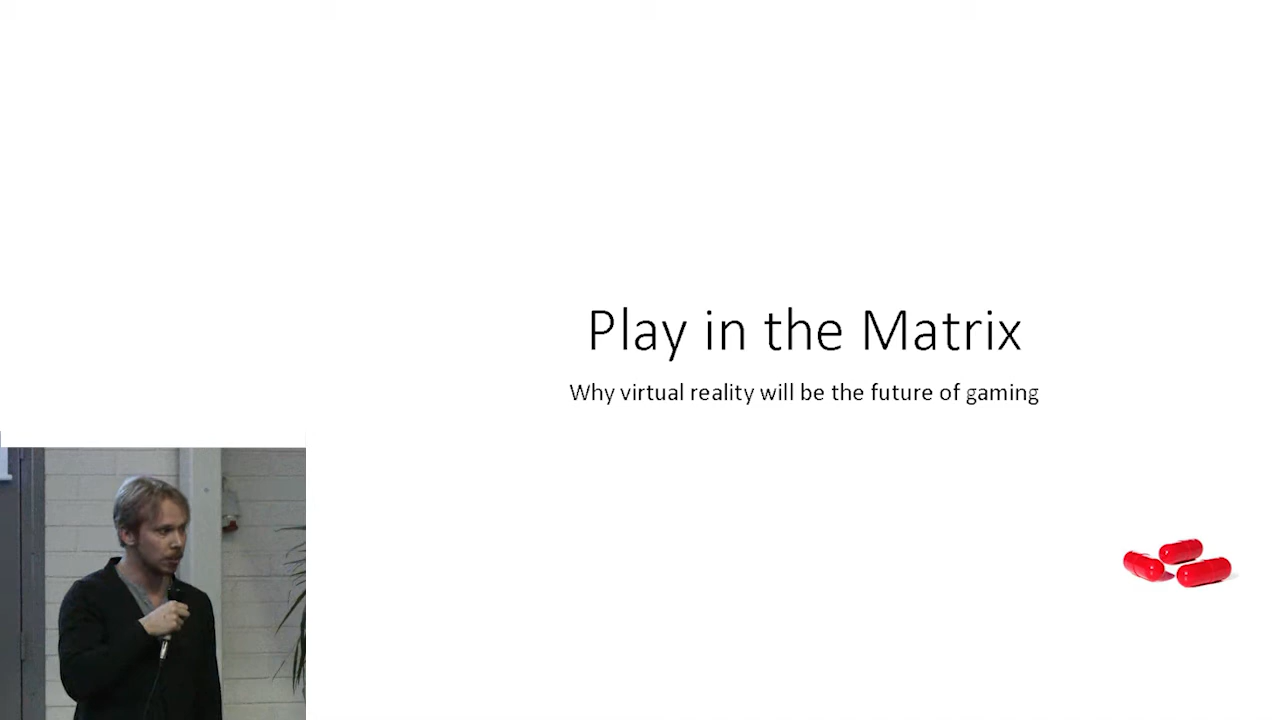 Play in the Matrix
Why virtual reality will be the future of gaming